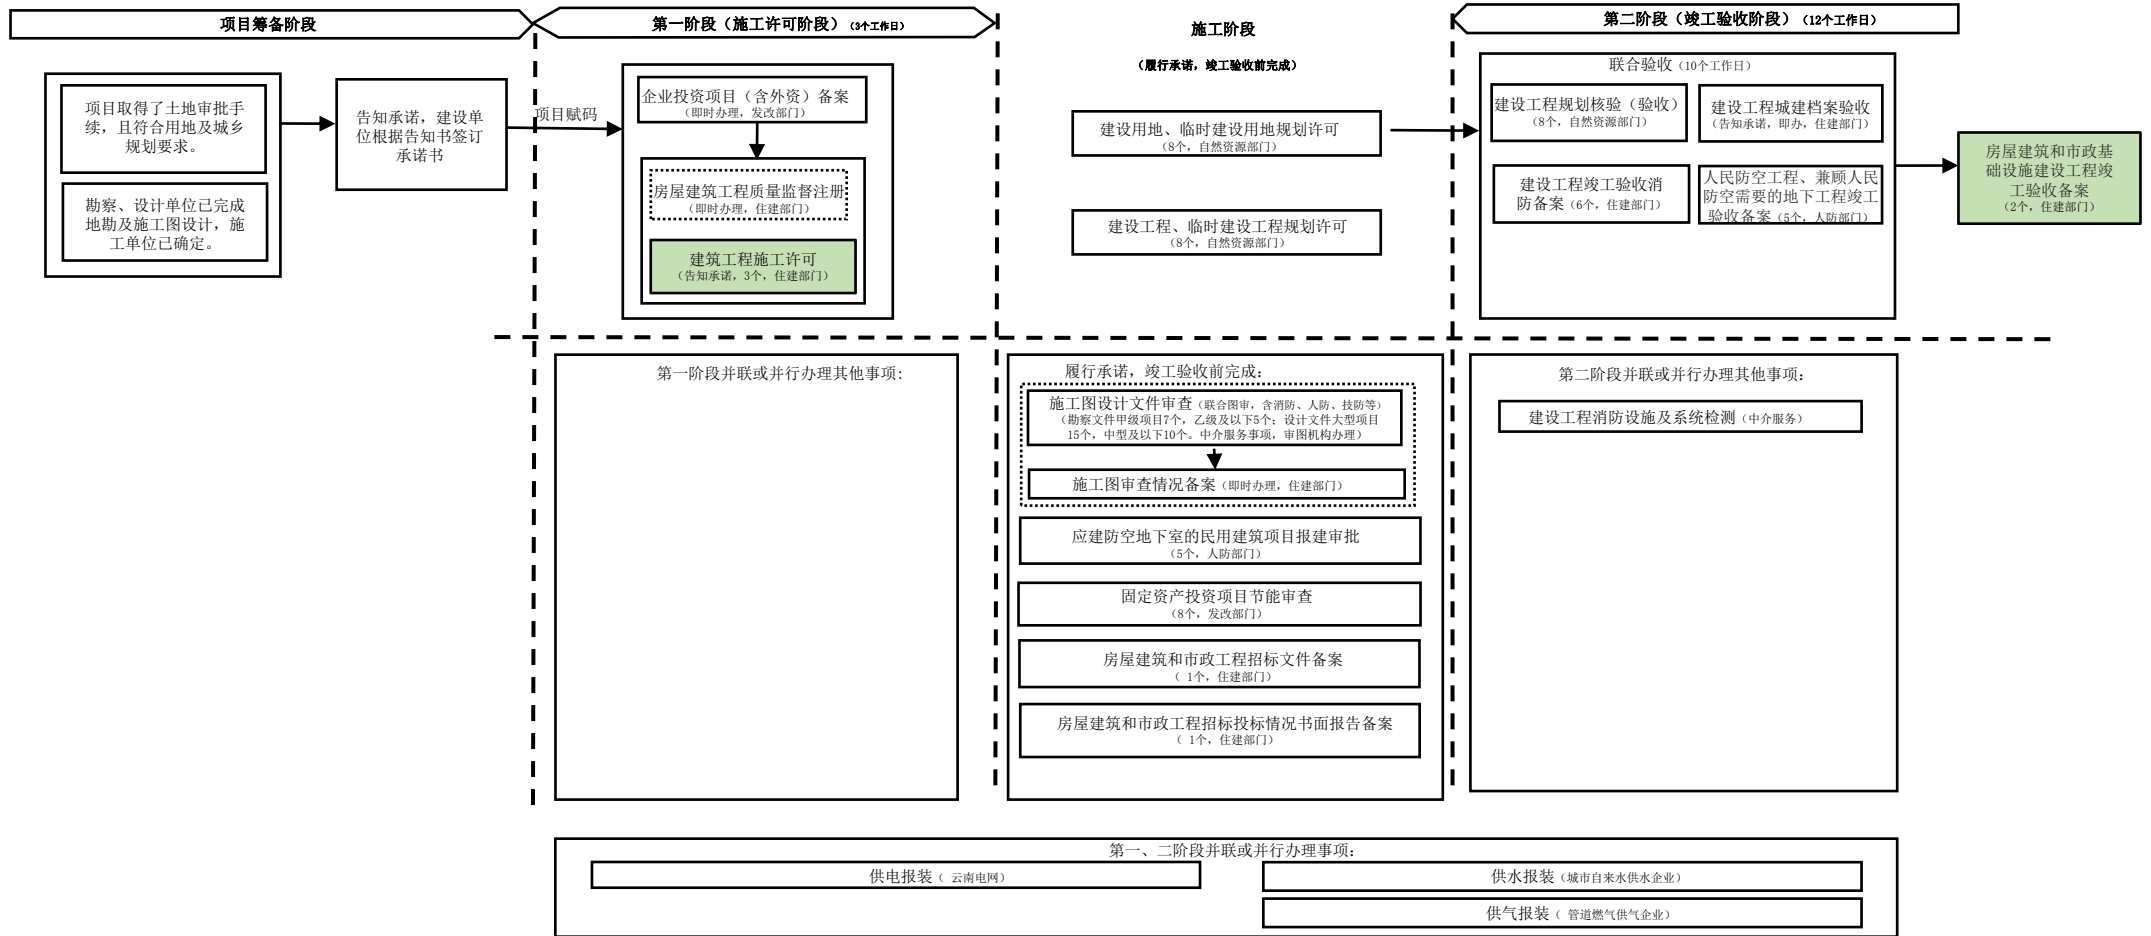 项目筹备阶段
第一阶段（施工许可阶段）（3个工作日）
施工阶段
（履行承诺，竣工验收前完成）
第二阶段（竣工验收阶段）（12个工作日）
项目取得了土地审批手
续，且符合用地及城乡
规划要求。
勘察、设计单位已完成
地勘及施工图设计，施
工单位已确定。
告知承诺，建设单
位根据告知书签订
承诺书
项目赋码
企业投资项目（含外资）备案
（即时办理，发改部门）
房屋建筑工程质量监督注册
（即时办理，住建部门）
建筑工程施工许可
（告知承诺，3个，住建部门）
建设用地、临时建设用地规划许可
（8个，自然资源部门）
建设工程、临时建设工程规划许可
（8个，自然资源部门）
联合验收（10个工作日）
建设工程规划核验（验收）
（8个，自然资源部门）
建设工程城建档案验收
（告知承诺，即办，住建部门）
建设工程竣工验收消
防备案（6个，住建部门）
人民防空工程、兼顾人民
防空需要的地下工程竣工
验收备案（5个，人防部门）
房屋建筑和市政基
础设施建设工程竣
工验收备案
（2个，住建部门）
第一阶段并联或并行办理其他事项：
履行承诺，竣工验收前完成：
施工图设计文件审查（联合图审，含消防、人防、技防等）
（勘察文件甲级项目7个，乙级及以下5个；设计文件大型项目
15个，中型及以下10个。中介服务事项，审图机构办理）
施工图审查情况备案（即时办理，住建部门）
应建防空地下室的民用建筑项目报建审批
（5个，人防部门）
固定资产投资项目节能审查
（8个，发改部门）
房屋建筑和市政工程招标文件备案
（ 1个，住建部门）
房屋建筑和市政工程招标投标情况书面报告备案
（ 1个，住建部门）
第二阶段并联或并行办理其他事项：
建设工程消防设施及系统检测（中介服务）
第一、二阶段并联或并行办理事项：
供电报装（ 云南电网）
供水报装（城市自来水供水企业）
供气报装（ 管道燃气供气企业）